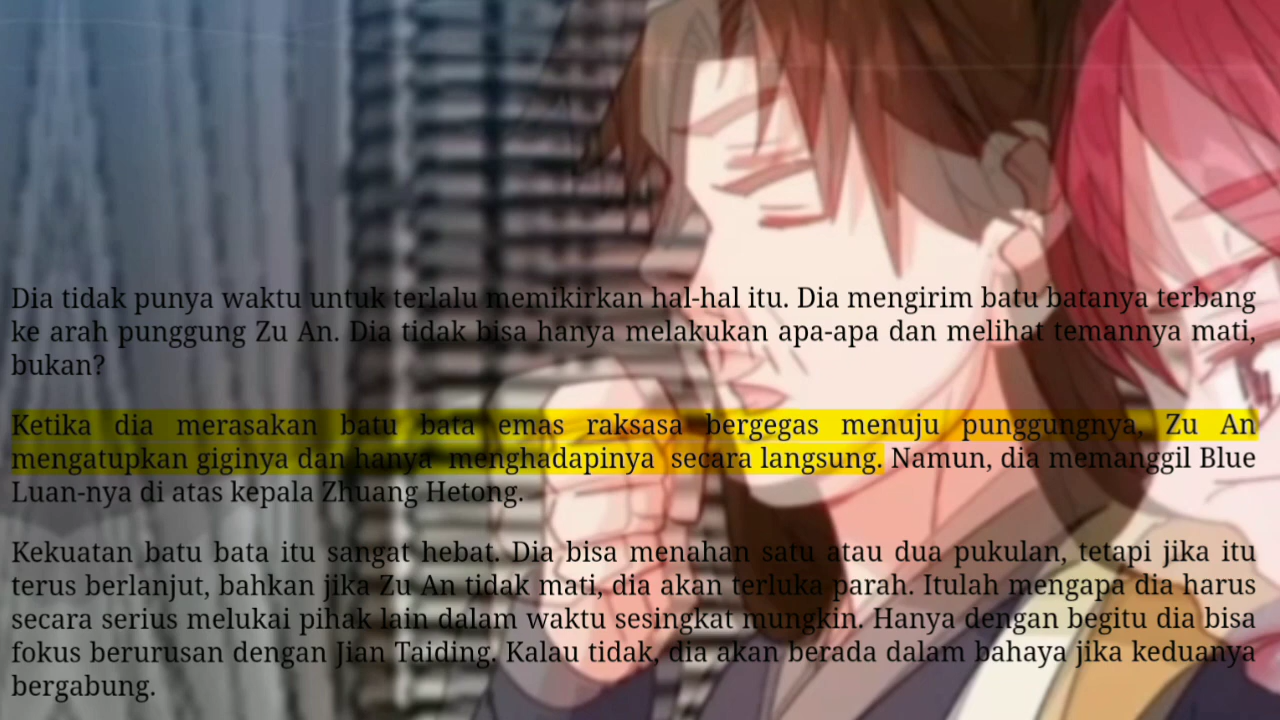 Dia tidak punya waktu untuk terlalu memikirkan hal-hal itu. Dia mengirim batu batanya terbang
ke arah punggung Zu An. Dia tidak bisa hanya melakukan apa-apa dan melihat temannya mati,
bukan?
Ketika dia merasakan batu bata emas raksasa bergegas menuju punggungnya, Zu An
mengatupkan giginya dan hanya menghadapinya secara langsung. Namun, dia memanggil Blue
Luan-nya di atas kepala Zhuang Hetong.
Kekuatan batu bata itu sangat hebat. Dia bisa menahan satu atau dua pukulan, tetapi jika itu
terus berlanjut, bahkan jika Zu An tidak mati, dia akan terluka parah. Itulah mengapa dia harus
secara serius melukai pihak lain dalam waktu sesingkat mungkin. Hanya dengan begitu dia bisa
fokus berurusan dengan Jian Taiding. Kalau tidak, dia akan berada dalam bahaya jika keduanya
bergabung.